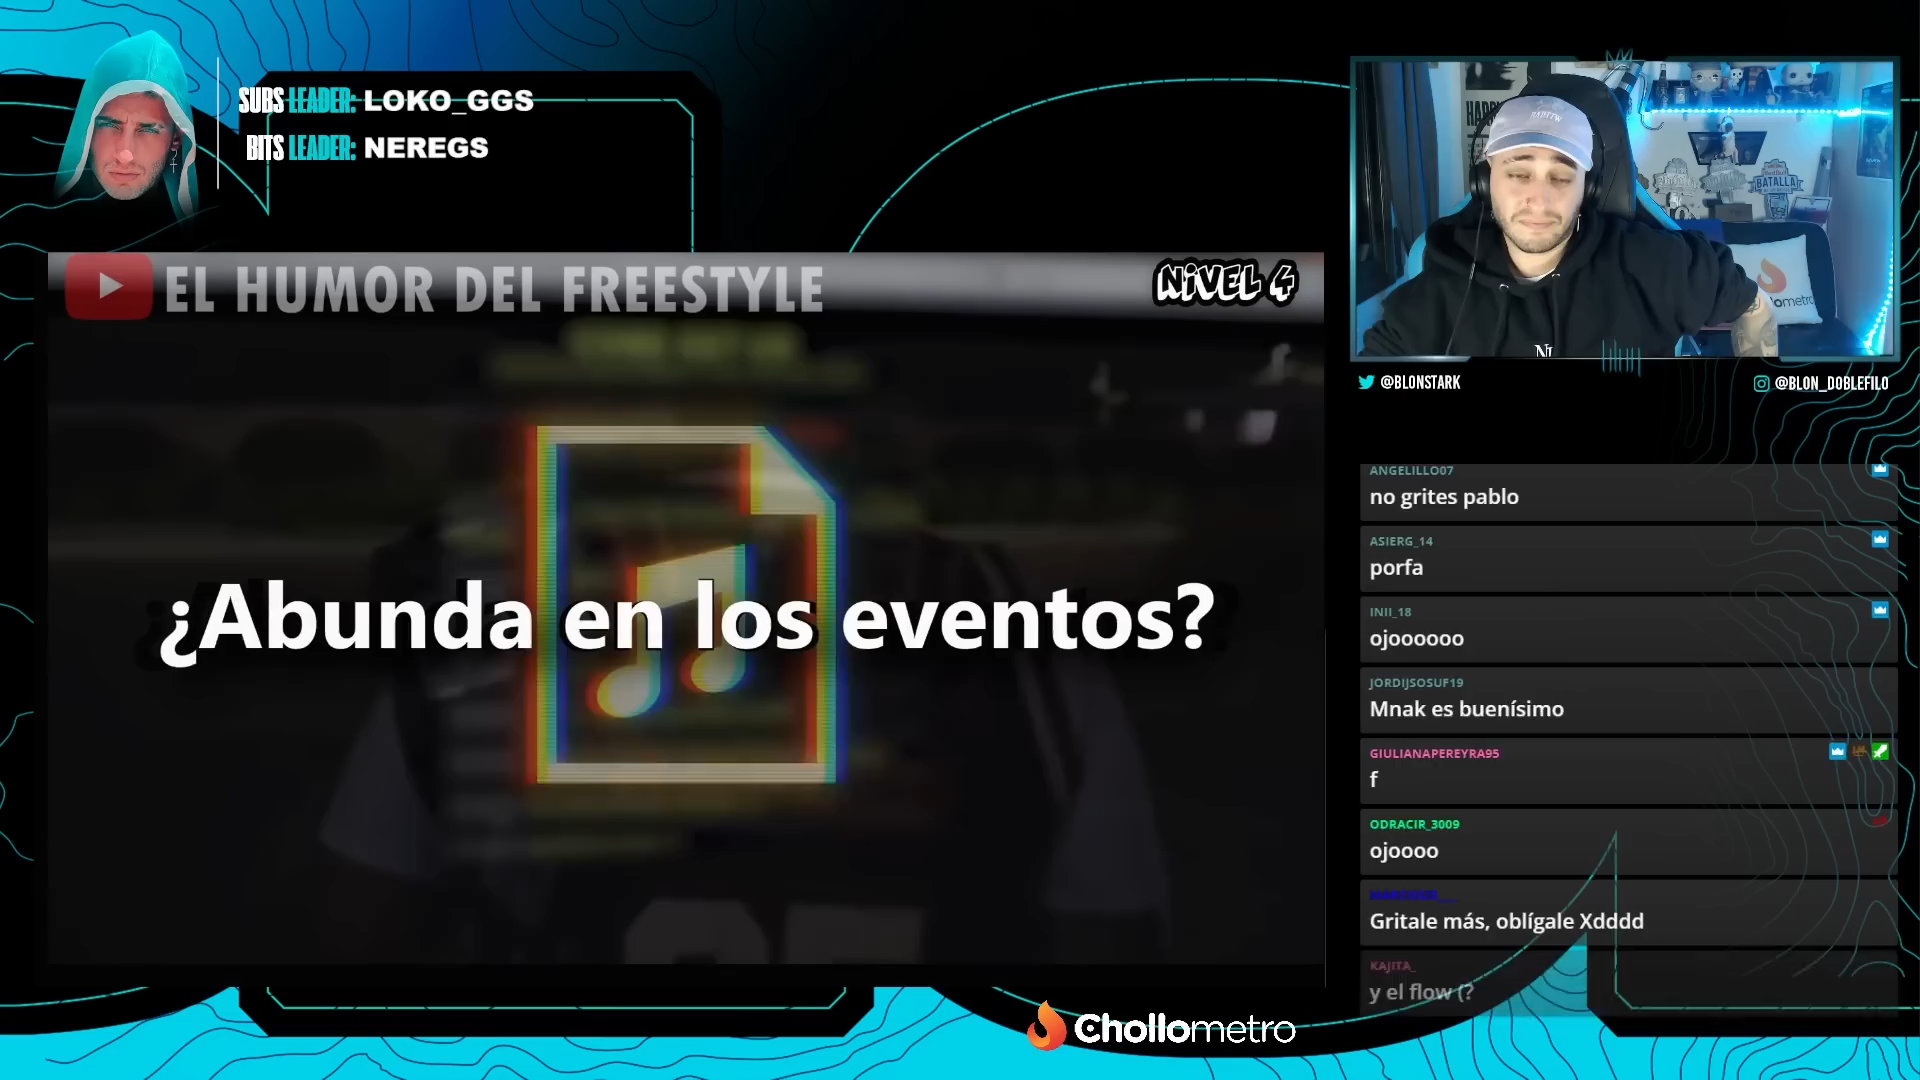 SUBS LEADER: LOKO_GGS
BITS LEADER: NEREGS
EL HUMOR DEL FREESTYLE
NIVEL 4
¿Abunda en los eventos?
BATALLA
@BLONSTARK
@BLON_DOBLEFILO
ANGELILLO07
no grites pablo
ASIERG_14
porfa
INII_18
ojoooooo
JORDIJSOSUF19
Mnak es buenísimo
GIULIANAPEREYRA95
f
ODRACIR_3009
ojoooo
Gritale más, oblígale Xdddd
KAJITA_
y el flow (?
Chollometro